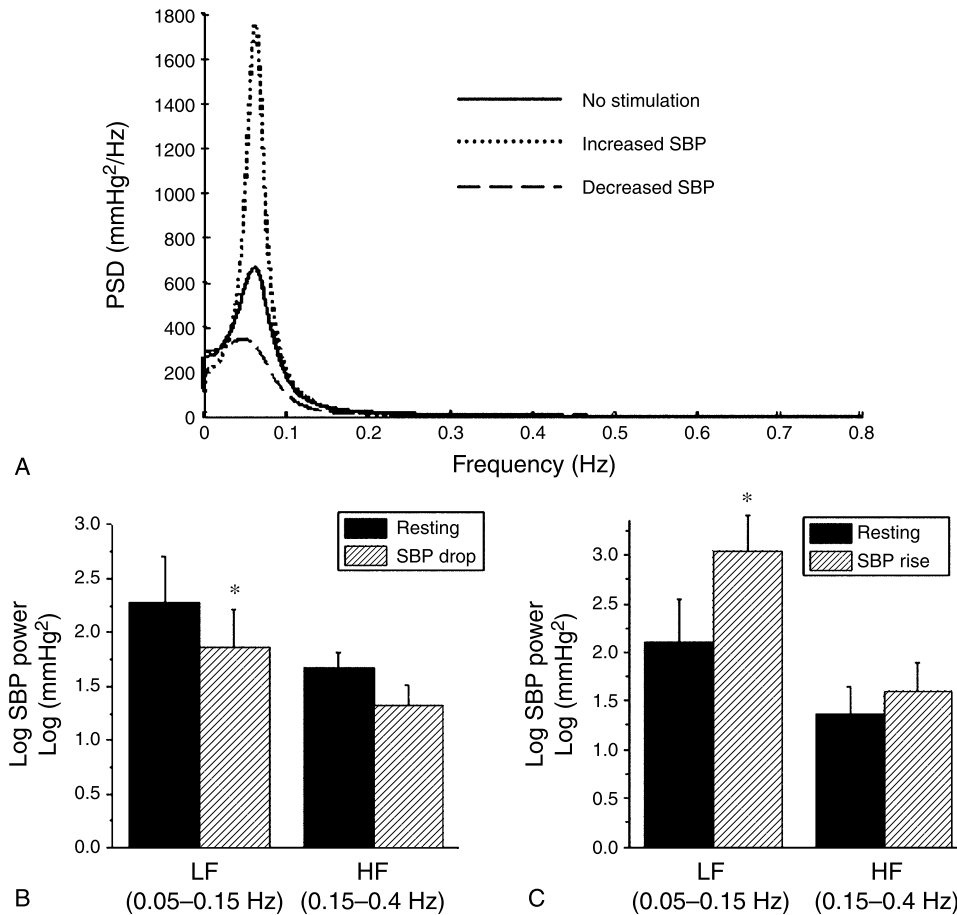 1800
1600
1400
1200
1000
800
600
400
200
0
PSD (mmHg²/Hz)
No stimulation
Increased SBP
Decreased SBP
0 0.1 0.2 0.3 0.4 0.5 0.6 0.7 0.8
Frequency (Hz)
A
3.0
2.5
2.0
1.5
1.0
0.5
0.0
Log SBP power
Log (mmHg²)
Resting
SBP drop
*
LF HF
(0.05–0.15 Hz) (0.15–0.4 Hz)
B
3.0
2.5
2.0
1.5
1.0
0.5
0.0
Log SBP power
Log (mmHg²)
*
Resting
SBP rise
LF HF
(0.05–0.15 Hz) (0.15–0.4 Hz)
C